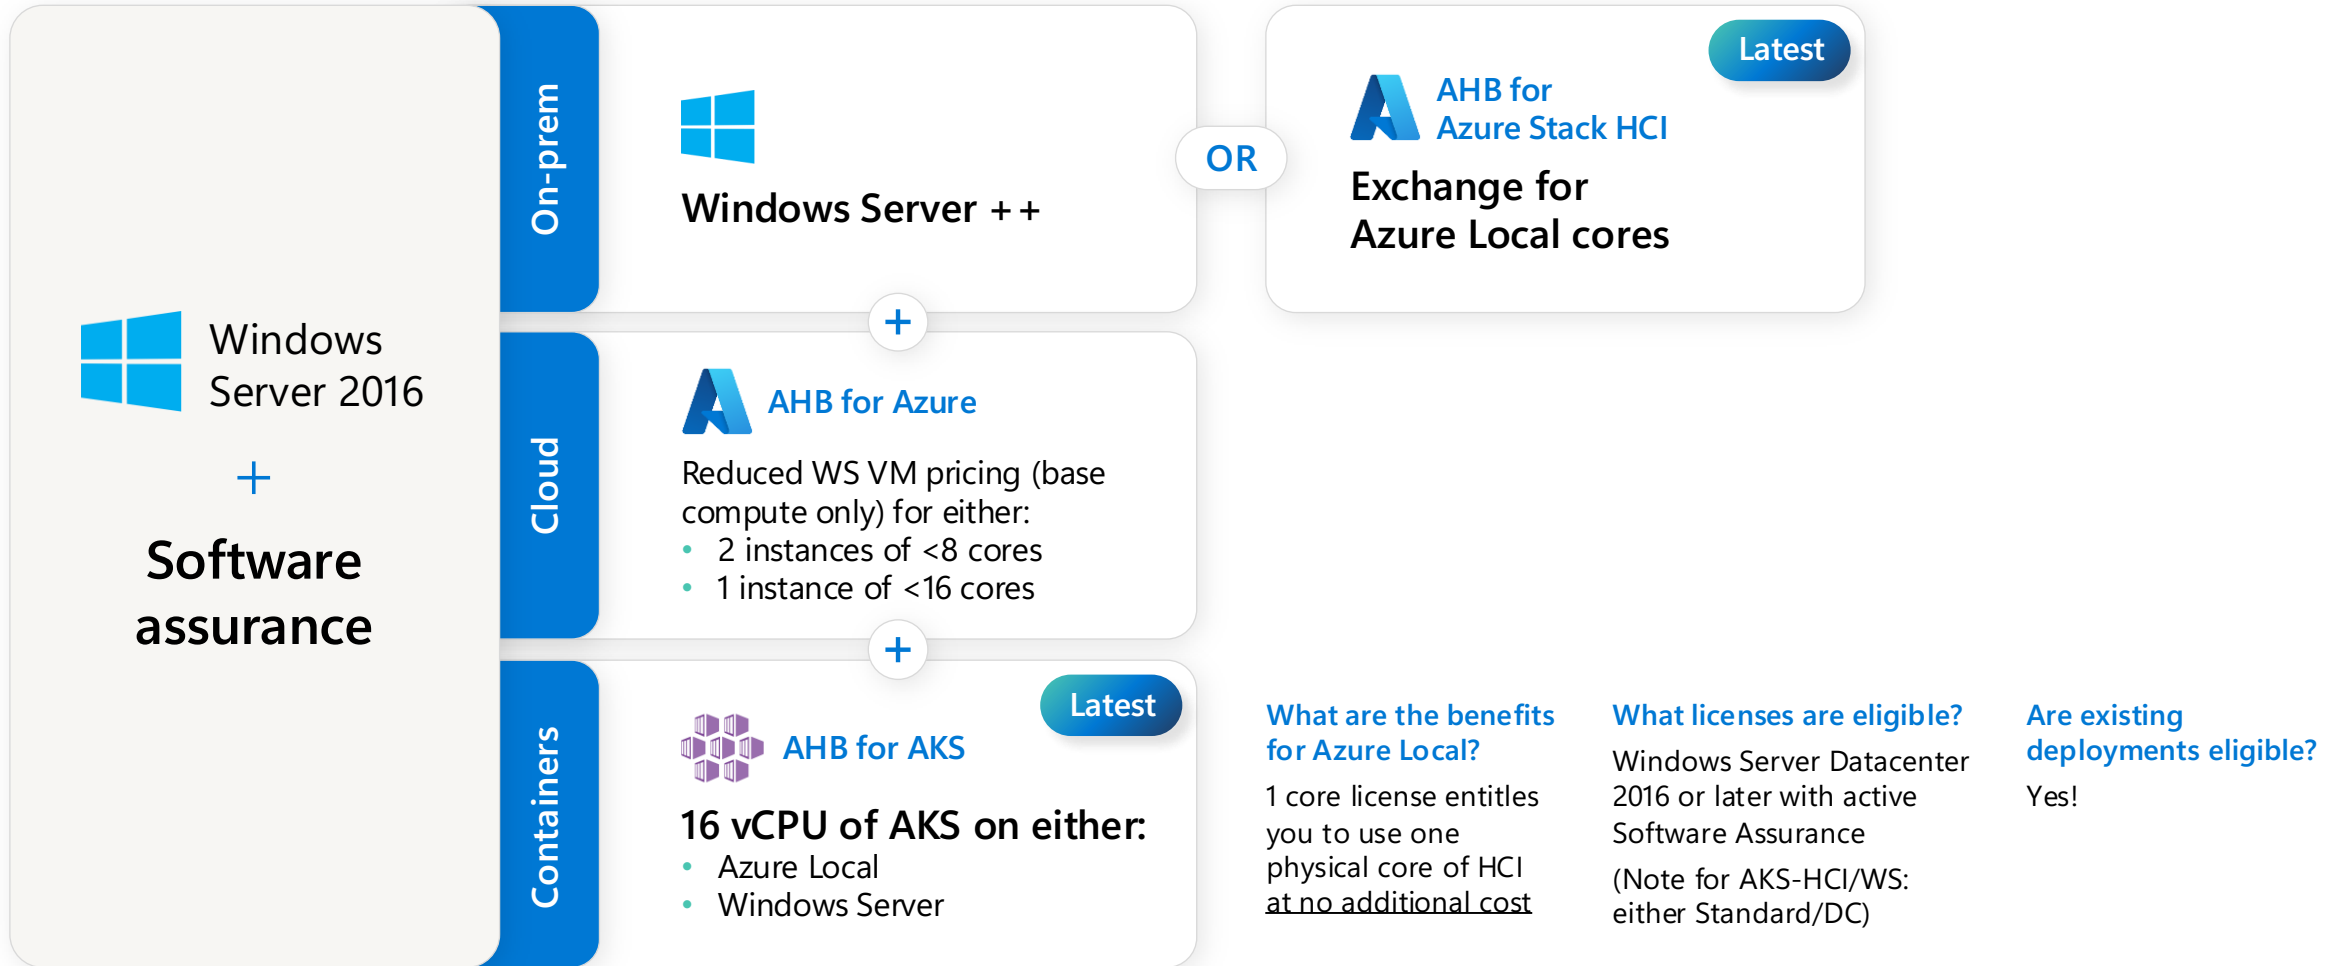 Windows
Server 2016
+
Software
assurance
On-prem
Windows Server ++
OR
Latest
AHB for
Azure Stack HCI
Exchange for
Azure Local cores
+
Cloud
AHB for Azure
Reduced WS VM pricing (base
compute only) for either:
• 2 instances of <8 cores
• 1 instance of <16 cores
+
Containers
Latest
AHB for AKS
16 vCPU of AKS on either:
• Azure Local
• Windows Server
What are the benefits
for Azure Local?
1 core license entitles
you to use one
physical core of HCI
at no additional cost
What licenses are eligible?
Windows Server Datacenter
2016 or later with active
Software Assurance
(Note for AKS-HCI/WS:
either Standard/DC)
Are existing
deployments eligible?
Yes!